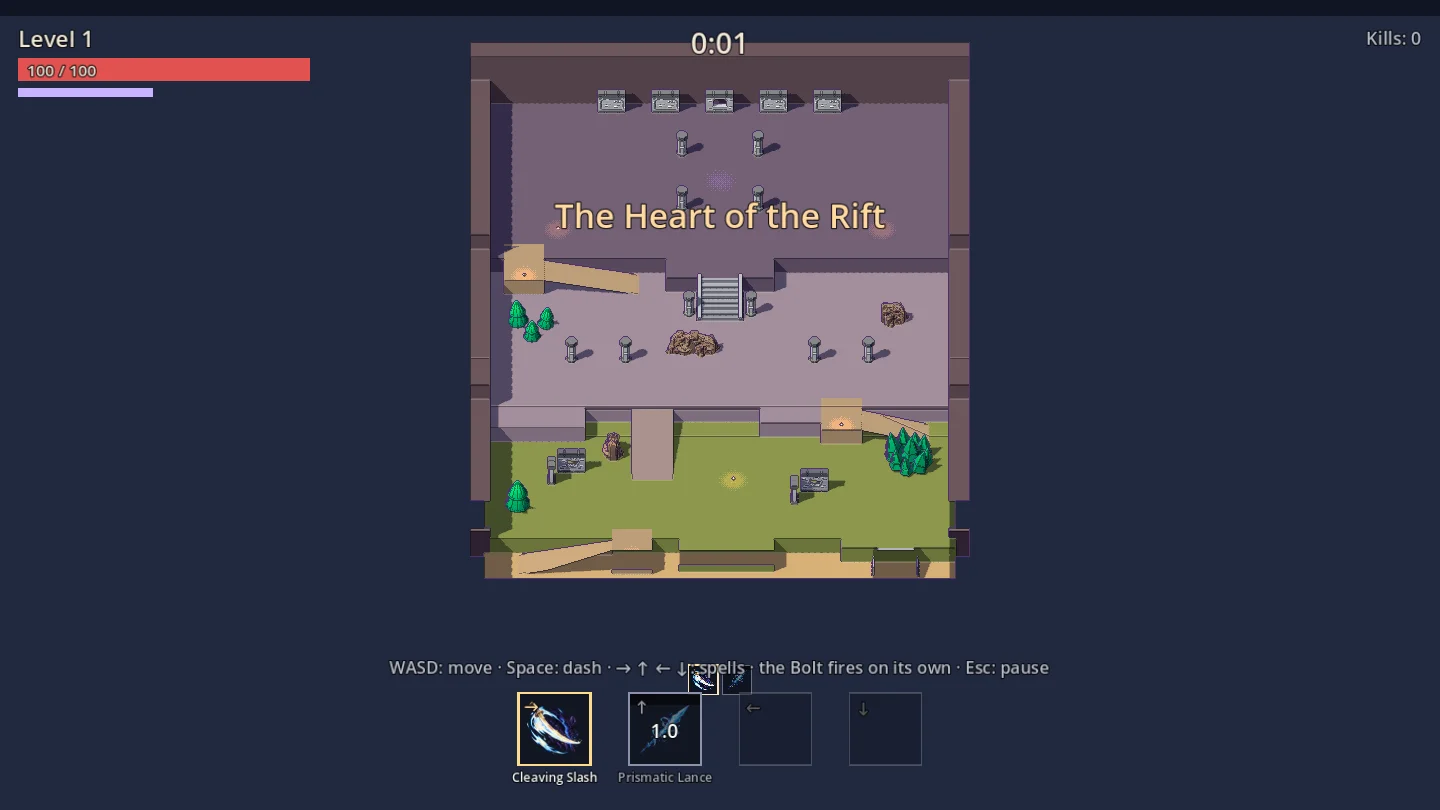 Level 1
0:01
Kills: 0
100 / 100
The Heart of the Rift
WASD: move · Space: dash · → ↑ ← ↓: spells · the Bolt fires on its own · Esc: pause
→
↑
←
↓
1.0
Cleaving Slash
Prismatic Lance